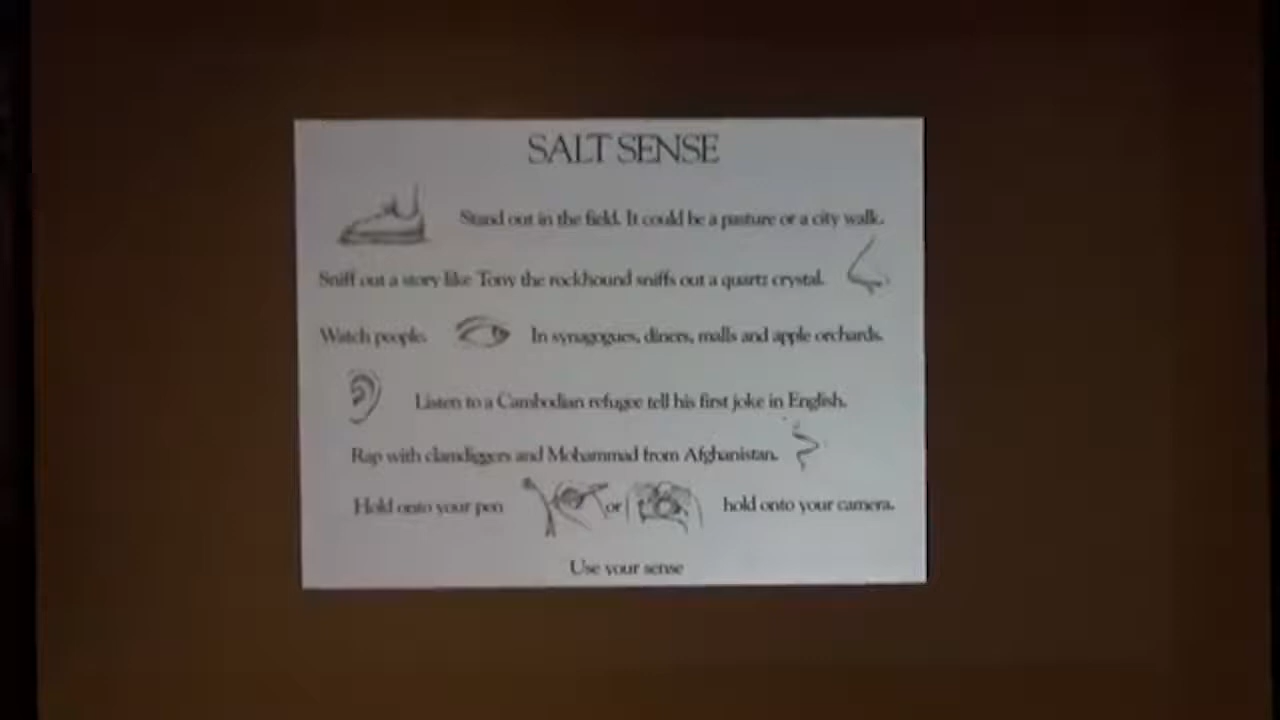 SALT SENSE
Stand out in the field. It could be a pasture or a city walk.
Sniff out a story like Tony the rockhound sniffs out a quartz crystal.
Watch people. In synagogues, diners, malls and apple orchards.
Listen to a Cambodian refugee tell his first joke in English.
Rap with clamdiggers and Mohammad from Afghanistan.
Hold onto your pen or hold onto your camera.
Use your sense